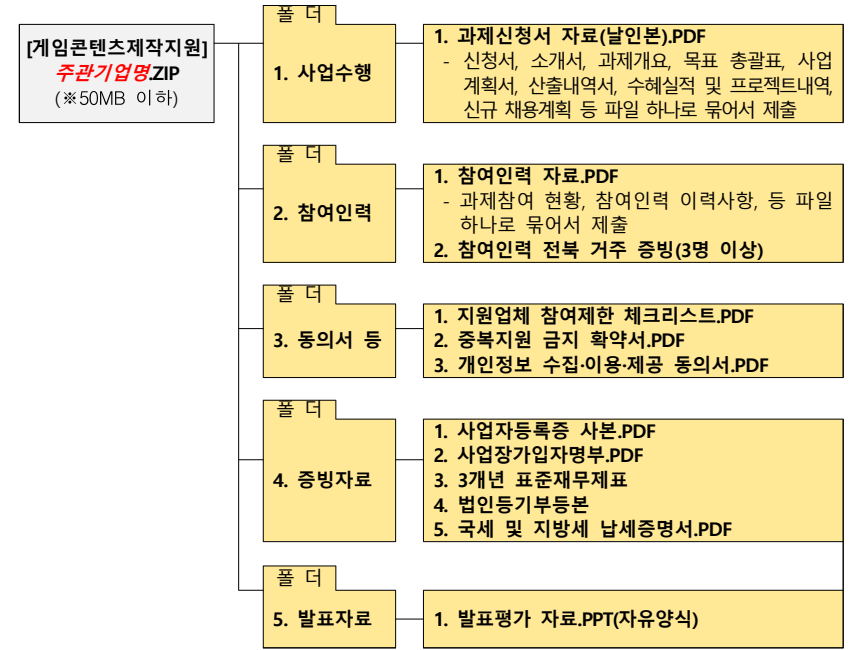 [게임콘텐츠제작지원]
주관기업명.ZIP
(※50MB 이하)
폴 더
1. 사업수행
1. 과제신청서 자료(날인본).PDF
- 신청서, 소개서, 과제개요, 목표 총괄표, 사업
계획서, 산출내역서, 수혜실적 및 프로젝트내역,
신규 채용계획 등 파일 하나로 묶어서 제출
폴 더
2. 참여인력
1. 참여인력 자료.PDF
- 과제참여 현황, 참여인력 이력사항, 등 파일
하나로 묶어서 제출
2. 참여인력 전북 거주 증빙(3명 이상)
폴 더
3. 동의서 등
1. 지원업체 참여제한 체크리스트.PDF
2. 중복지원 금지 확약서.PDF
3. 개인정보 수집·이용·제공 동의서.PDF
폴 더
4. 증빙자료
1. 사업자등록증 사본.PDF
2. 사업장가입자명부.PDF
3. 3개년 표준재무제표
4. 법인등기부등본
5. 국세 및 지방세 납세증명서.PDF
폴 더
5. 발표자료
1. 발표평가 자료.PPT(자유양식)